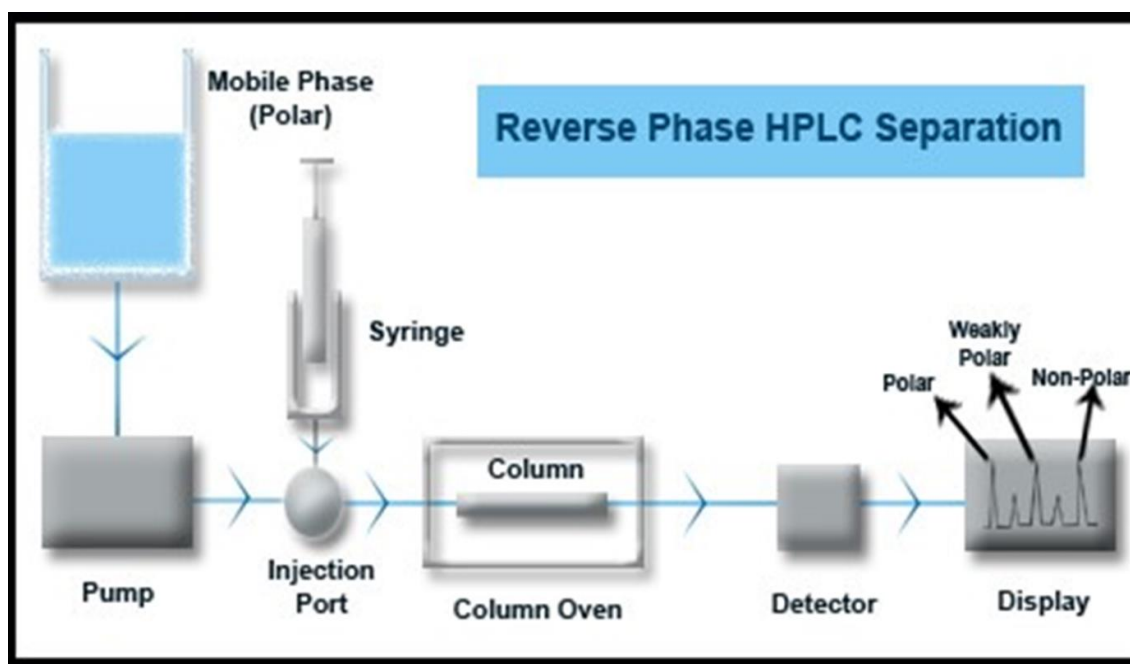 Mobile Phase
(Polar)
Reverse Phase HPLC Separation
Syringe
Weakly
Polar
Polar
Non-Polar
Column
Pump
Injection
Port
Column Oven
Detector
Display